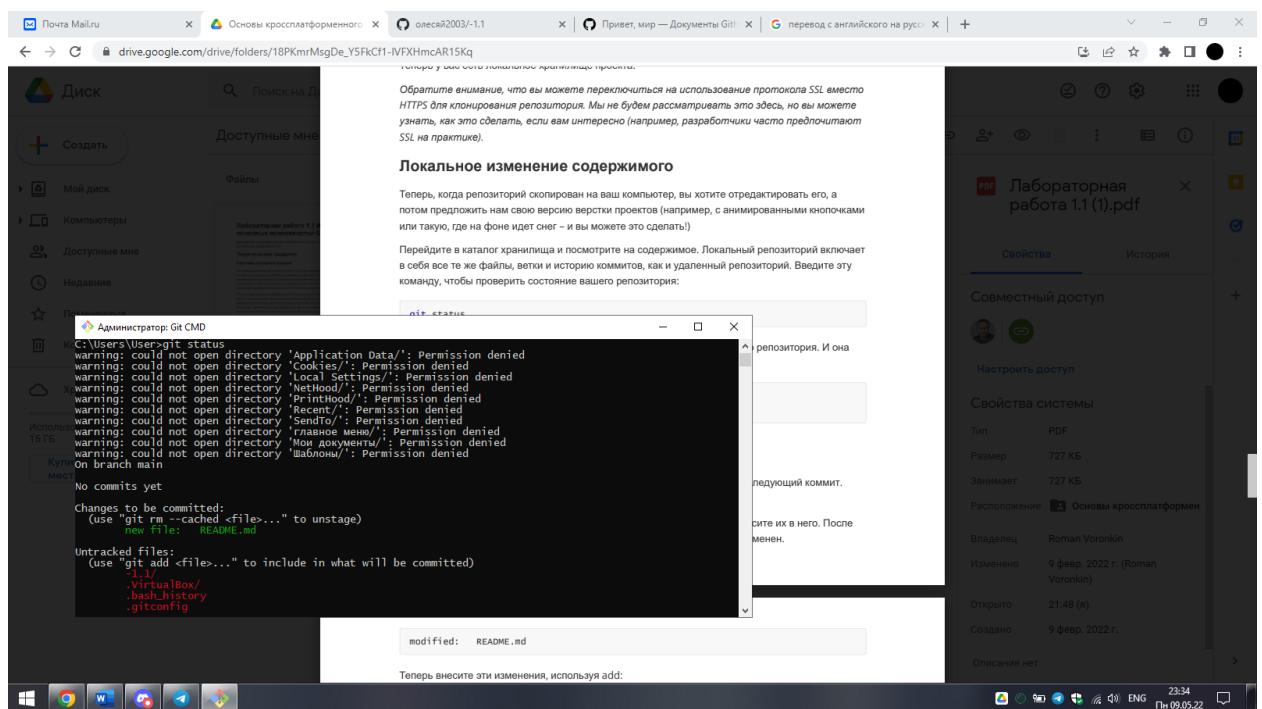 Почта Mail.ru
Основы кроссплатформенного
олесяй2003/-1.1
Привет, мир — Документы Gith
перевод с английского на русс
drive.google.com/drive/folders/18PKmrMsgDe_Y5FkCf1-IVFXHmcAR15Kq
Диск
Поиск на Ди
Создать
Доступные мне
Мой диск
Компьютеры
Доступные мне
Недавние
Файлы
Обратите внимание, что вы можете переключиться на использование протокола SSL вместо
HTTPS для клонирования репозитория. Мы не будем рассматривать это здесь, но вы можете
узнать, как это сделать, если вам интересно (например, разработчики часто предпочитают
SSL на практике).
Локальное изменение содержимого
Теперь, когда репозиторий скопирован на ваш компьютер, вы хотите отредактировать его, а
потом предложить нам свою версию верстки проектов (например, с анимированными кнопочками
или такую, где на фоне идет снег – и вы можете это сделать!)
Перейдите в каталог хранилища и посмотрите на содержимое. Локальный репозиторий включает
в себя все те же файлы, ветки и историю коммитов, как и удаленный репозиторий. Введите эту
команду, чтобы проверить состояние вашего репозитория:
git status
репозитория. И она
ледующий коммит.
сите их в него. После
менен.
Администратор: Git CMD
C:\Users\User>git status
warning: could not open directory 'Application Data/': Permission denied
warning: could not open directory 'Cookies/': Permission denied
warning: could not open directory 'Local Settings/': Permission denied
warning: could not open directory 'NetHood/': Permission denied
warning: could not open directory 'PrintHood/': Permission denied
warning: could not open directory 'Recent/': Permission denied
warning: could not open directory 'SendTo/': Permission denied
warning: could not open directory 'главное меню/': Permission denied
warning: could not open directory 'Мои документы/': Permission denied
warning: could not open directory 'Шаблоны/': Permission denied
On branch main
No commits yet
Changes to be committed:
(use "git rm --cached <file>..." to unstage)
new file: README.md
Untracked files:
(use "git add <file>..." to include in what will be committed)
-1.1/
.VirtualBox/
.bash_history
.gitconfig
modified: README.md
Теперь внесите эти изменения, используя add:
PDF
Лабораторная
работа 1.1 (1).pdf
Свойства
История
Совместный доступ
Настроить доступ
Свойства системы
Тип PDF
Размер 727 КБ
Занимает 727 КБ
Расположение Основы кроссплатформен
Владелец Roman Voronkin
Изменено 9 февр. 2022 г. (Roman
Voronkin)
Открыто 21:48 (я)
Создано 9 февр. 2022 г.
Описания нет
ENG
23:34
Пн 09.05.22